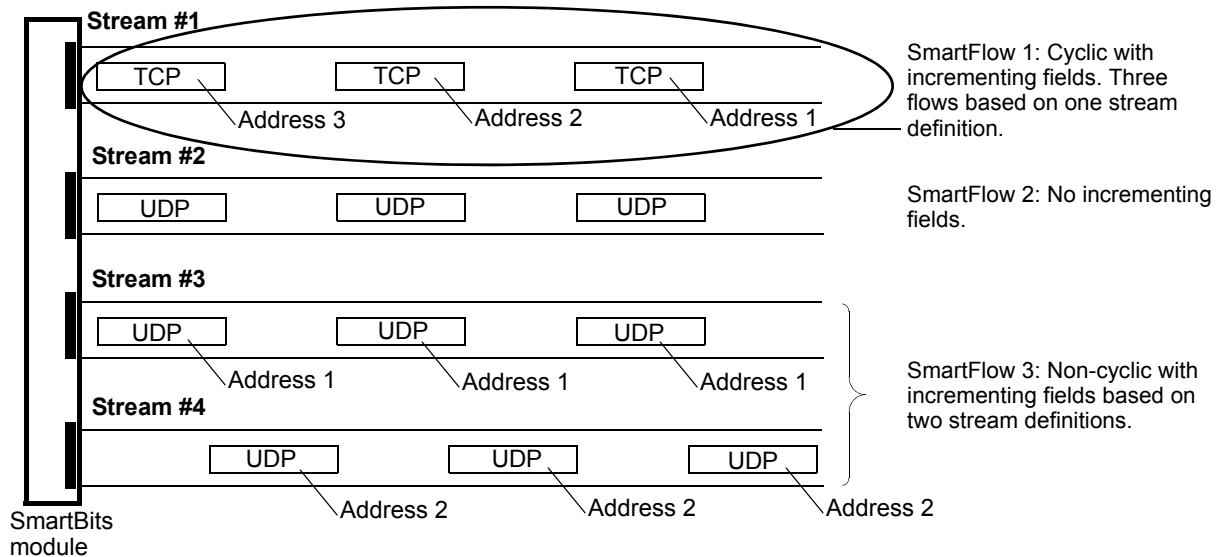 Stream #1
TCP
TCP
TCP
Address 3
Address 2
Address 1
SmartFlow 1: Cyclic with
incrementing fields. Three
flows based on one stream
definition.
Stream #2
UDP
UDP
UDP
SmartFlow 2: No incrementing
fields.
Stream #3
UDP
UDP
UDP
Address 1
Address 1
Address 1
SmartFlow 3: Non-cyclic with
incrementing fields based on
two stream definitions.
Stream #4
UDP
UDP
UDP
Address 2
Address 2
Address 2
SmartBits
module